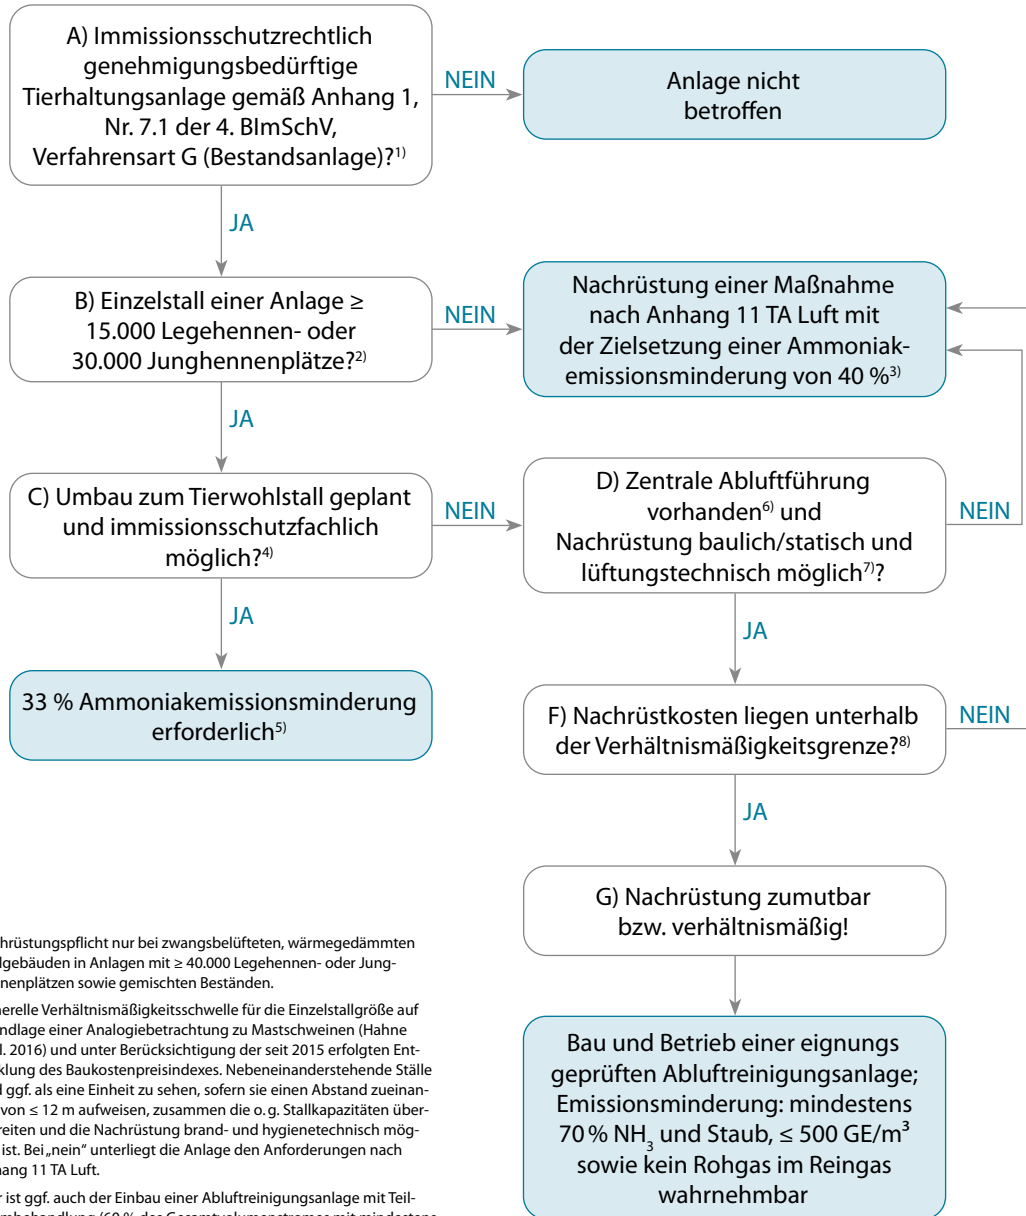 A) Immissionsschutzrechtlich
genehmigungsbedürftige
Tierhaltungsanlage gemäß Anhang 1,
Nr. 7.1 der 4. BImSchV,
Verfahrensart G (Bestandsanlage)?1)
NEIN
Anlage nicht
betroffen
JA
B) Einzelstall einer Anlage ≥
15.000 Legehennen- oder
30.000 Junghennenplätze?2)
NEIN
Nachrüstung einer Maßnahme
nach Anhang 11 TA Luft mit
der Zielsetzung einer Ammoniak-
emissionsminderung von 40 %3)
JA
C) Umbau zum Tierwohlstall geplant
und immissionsschutzfachlich
möglich?4)
NEIN
D) Zentrale Abluftführung
vorhanden6) und
Nachrüstung baulich/statisch und
lüftungstechnisch möglich7)?
NEIN
JA
33 % Ammoniakemissionsminderung
erforderlich5)
JA
F) Nachrüstkosten liegen unterhalb
der Verhältnismäßigkeitsgrenze?8)
NEIN
JA
G) Nachrüstung zumutbar
bzw. verhältnismäßig!
Bau und Betrieb einer eignungs
geprüften Abluftreinigungsanlage;
Emissionsminderung: mindestens
70 % NH3 und Staub, ≤ 500 GE/m³
sowie kein Rohgas im Reingas
wahrnehmbar
hrüstungspflicht nur bei zwangsbelüfteten, wärmegedämmten
lgebäuden in Anlagen mit ≥ 40.000 Legehennen- oder Jung-
nenplätzen sowie gemischten Beständen.
erelle Verhältnismäßigkeitsschwelle für die Einzelstallgröße auf
ndlage einer Analogiebetrachtung zu Mastschweinen (Hahne
l. 2016) und unter Berücksichtigung der seit 2015 erfolgten Ent-
klung des Baukostenpreisindexes. Nebeneinanderstehende Ställe
d ggf. als eine Einheit zu sehen, sofern sie einen Abstand zueinan-
von ≤ 12 m aufweisen, zusammen die o. g. Stallkapazitäten über-
reiten und die Nachrüstung brand- und hygienetechnisch mög-
ist. Bei „nein“ unterliegt die Anlage den Anforderungen nach
hang 11 TA Luft.
r ist ggf. auch der Einbau einer Abluftreinigungsanlage mit Teil-